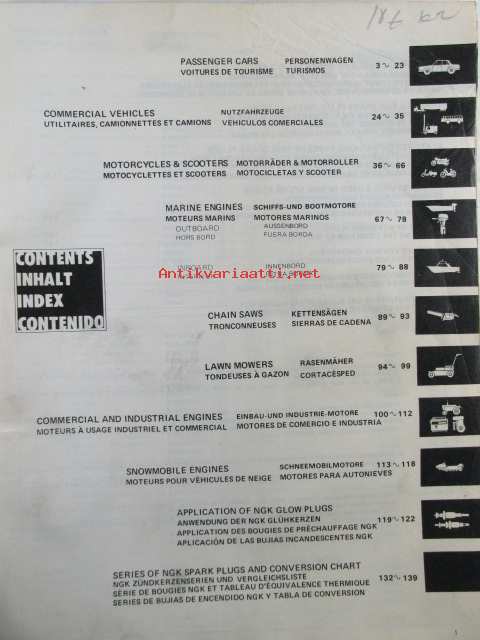 PASSENGER CARS PERSONENWAGEN
VOITURES DE TOURISME TURISMOS 3~ 23
COMMERCIAL VEHICLES NUTZFAHRZEUGE
UTILITAIRES, CAMIONNETTES ET CAMIONS VEHICULOS COMERCIALES 24~ 35
MOTORCYCLES & SCOOTERS MOTORRÄDER & MOTORROLLER
MOTOCYCLETTES ET SCOOTERS MOTOCICLETAS Y SCOOTER 36~ 66
MARINE ENGINES SCHIFFS-UND BOOTMOTORE
MOTEURS MARINS MOTORES MARINOS 67~ 78
OUTBOARD AUSSENBORD
HORS BORD FUERA BORDA
CONTENTS
INHALT
INDEX
CONTENIDO
INBOARD INNENBORD 79~ 88
Antikvariaatti.net
CHAIN SAWS KETTENSÄGEN
TRONCONNEUSES SIERRAS DE CADENA 89~ 93
LAWN MOWERS RASENMÄHER
TONDEUSES À GAZON CORTACÉSPED 94~ 99
COMMERCIAL AND INDUSTRIAL ENGINES EINBAU-UND INDUSTRIE-MOTORE 100~112
MOTEURS À USAGE INDUSTRIEL ET COMMERCIAL MOTORES DE COMERCIO E INDUSTRIA
SNOWMOBILE ENGINES SCHNEEMOBILMOTORE 113~118
MOTEURS POUR VÉHICULES DE NEIGE MOTORES PARA AUTONIEVES
APPLICATION OF NGK GLOW PLUGS
ANWENDUNG DER NGK GLÜHKERZEN 119~122
APPLICATION DES BOUGIES DE PRÉCHAUFFAGE NGK
APLICACIÓN DE LAS BUJIAS INCANDESCENTES NGK
SERIES OF NGK SPARK PLUGS AND CONVERSION CHART
NGK ZÜNDKERZENSERIEN UND VERGLEICHSLISTE
SÈRIE DE BOUGIES NGK ET TABLEAU D'ÉQUIVALENCE THERMIQUE 132~139
SERIES DE BUJIAS DE ENCENDIDO NGK Y TABLA DE CONVERSION